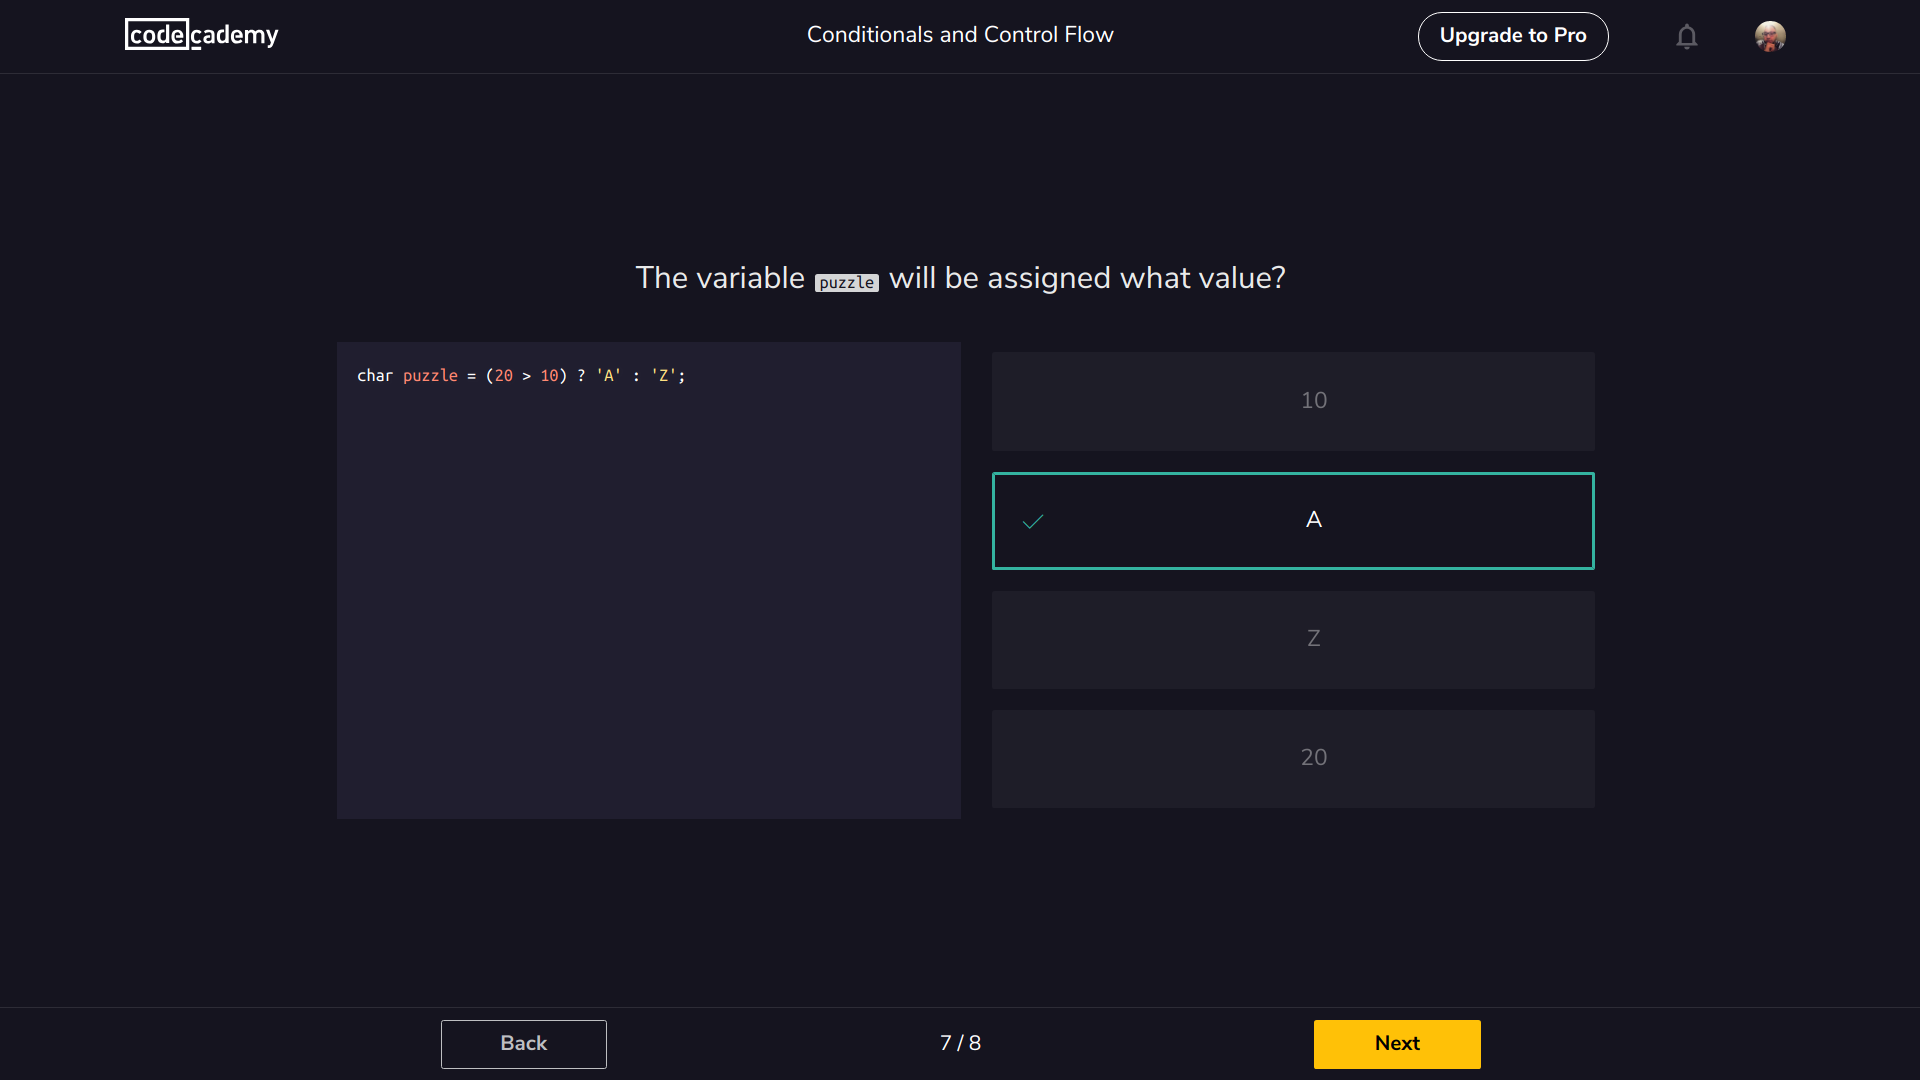 codecademy
Conditionals and Control Flow
Upgrade to Pro
The variable puzzle will be assigned what value?
char puzzle = (20 > 10) ? 'A' : 'Z';
10
A
Z
20
Back
7 / 8
Next